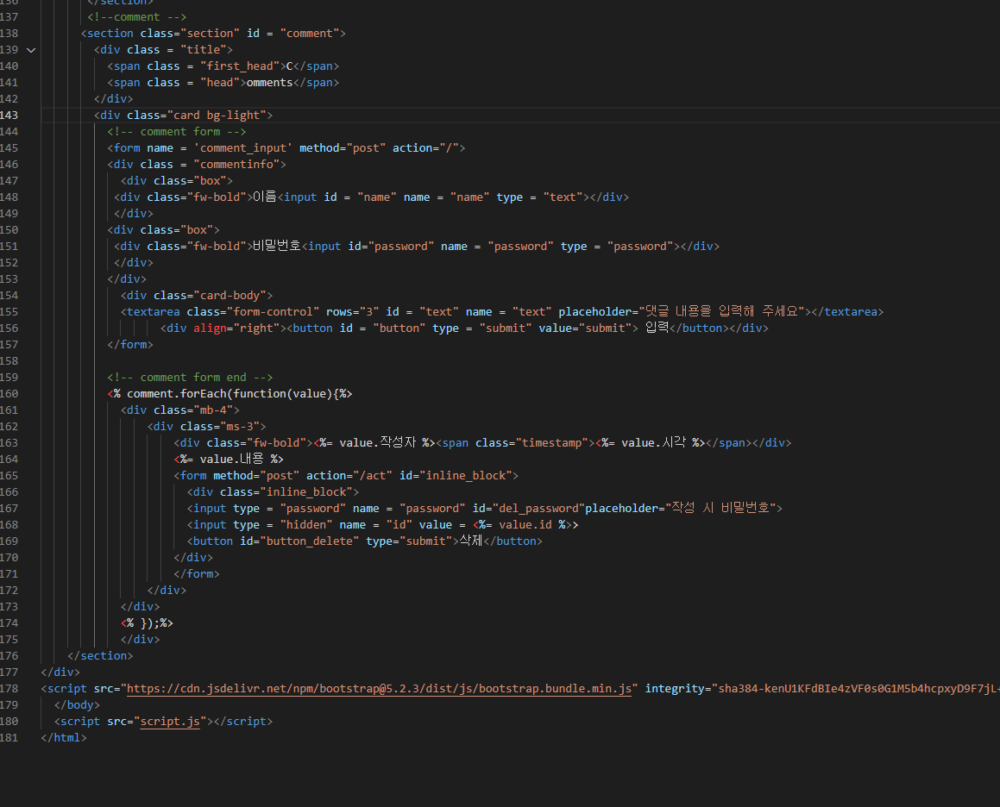 136 </section>
137 <!--comment -->
138 <section class="section" id = "comment">
139 <div class = "title">
140 <span class = "first_head">C</span>
141 <span class = "head">omments</span>
142 </div>
143 <div class="card bg-light">
144 <!-- comment form -->
145 <form name = 'comment_input' method="post" action="/">
146 <div class = "commentinfo">
147 <div class="box">
148 <div class="fw-bold">이름<input id = "name" name = "name" type = "text"></div>
149 </div>
150 <div class="box">
151 <div class="fw-bold">비밀번호<input id="password" name = "password" type = "password"></div>
152 </div>
153 </div>
154 <div class="card-body">
155 <textarea class="form-control" rows="3" id = "text" name = "text" placeholder="댓글 내용을 입력해 주세요"></textarea>
156 <div align="right"><button id = "button" type = "submit" value="submit"> 입력</button></div>
157 </form>
158
159 <!-- comment form end -->
160 <% comment.forEach(function(value){%>
161 <div class="mb-4">
162 <div class="ms-3">
163 <div class="fw-bold"><%= value.작성자 %><span class="timestamp"><%= value.시각 %></span></div>
164 <%= value.내용 %>
165 <form method="post" action="/act" id="inline_block">
166 <div class="inline_block">
167 <input type = "password" name = "password" id="del_password"placeholder="작성 시 비밀번호">
168 <input type = "hidden" name = "id" value = <%= value.id %>>
169 <button id="button_delete" type="submit">삭제</button>
170 </div>
171 </form>
172 </div>
173 </div>
174 <% });%>
175 </div>
176 </section>
177 </div>
178 <script src="https://cdn.jsdelivr.net/npm/bootstrap@5.2.3/dist/js/bootstrap.bundle.min.js" integrity="sha384-kenU1KFdBIe4zVF0s0G1M5b4hcpxyD9F7jL-
179 </body>
180 <script src="script.js"></script>
181 </html>